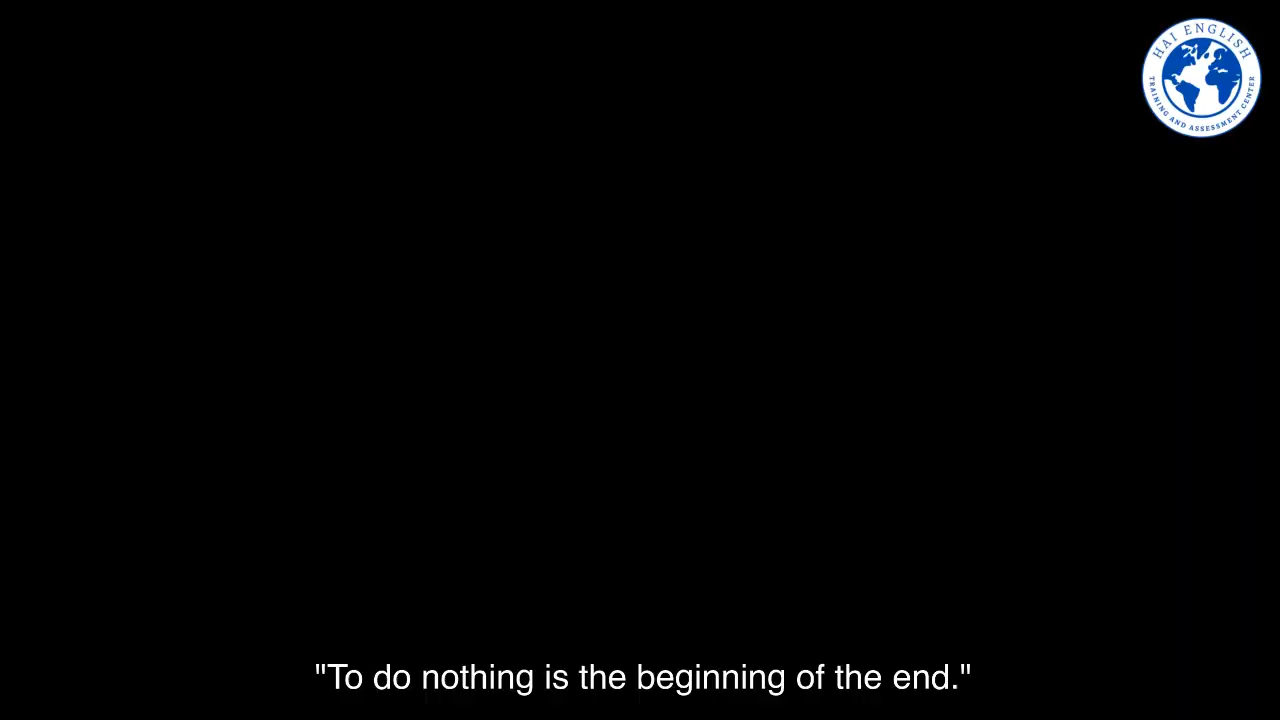 HAI ENGLISH
TRAINING AND ASSESSMENT CENTER
"To do nothing is the beginning of the end."